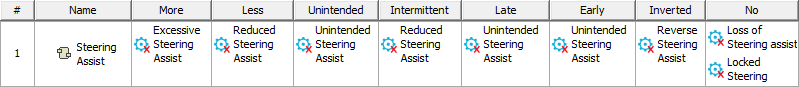 # Name More Less Unintended Intermittent Late Early Inverted No
1
Steering
Assist
Excessive
Steering
Assist
Reduced
Steering
Assist
Unintended
Steering
Assist
Reduced
Steering
Assist
Unintended
Steering
Assist
Unintended
Steering
Assist
Reverse
Steering
Assist
Loss of
Steering assist
Locked
Steering